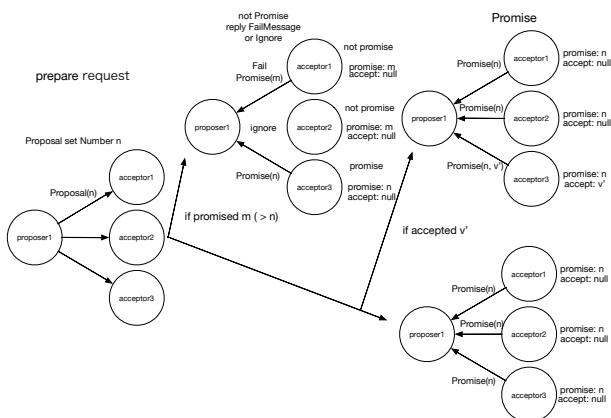 prepare request
Proposal set Number n
Proposal(n)
proposer1
acceptor1
acceptor2
acceptor3
not Promise
reply FailMessage
or Ignore
Fail
Promise(m)
proposer1
ignore
Promise(n)
acceptor1
not promise
promise: m
accept: null
acceptor2
not promise
promise: m
accept: null
acceptor3
promise
promise: n
accept: null
if promised m ( > n)
if accepted v'
Promise
Promise(n)
proposer1
Promise(n)
Promise(n, v')
acceptor1
promise: n
accept: null
acceptor2
promise: n
accept: null
acceptor3
promise: n
accept: v'
Promise(n)
proposer1
Promise(n)
Promise(n)
acceptor1
promise: n
accept: null
acceptor2
promise: n
accept: null
acceptor3
promise: n
accept: null